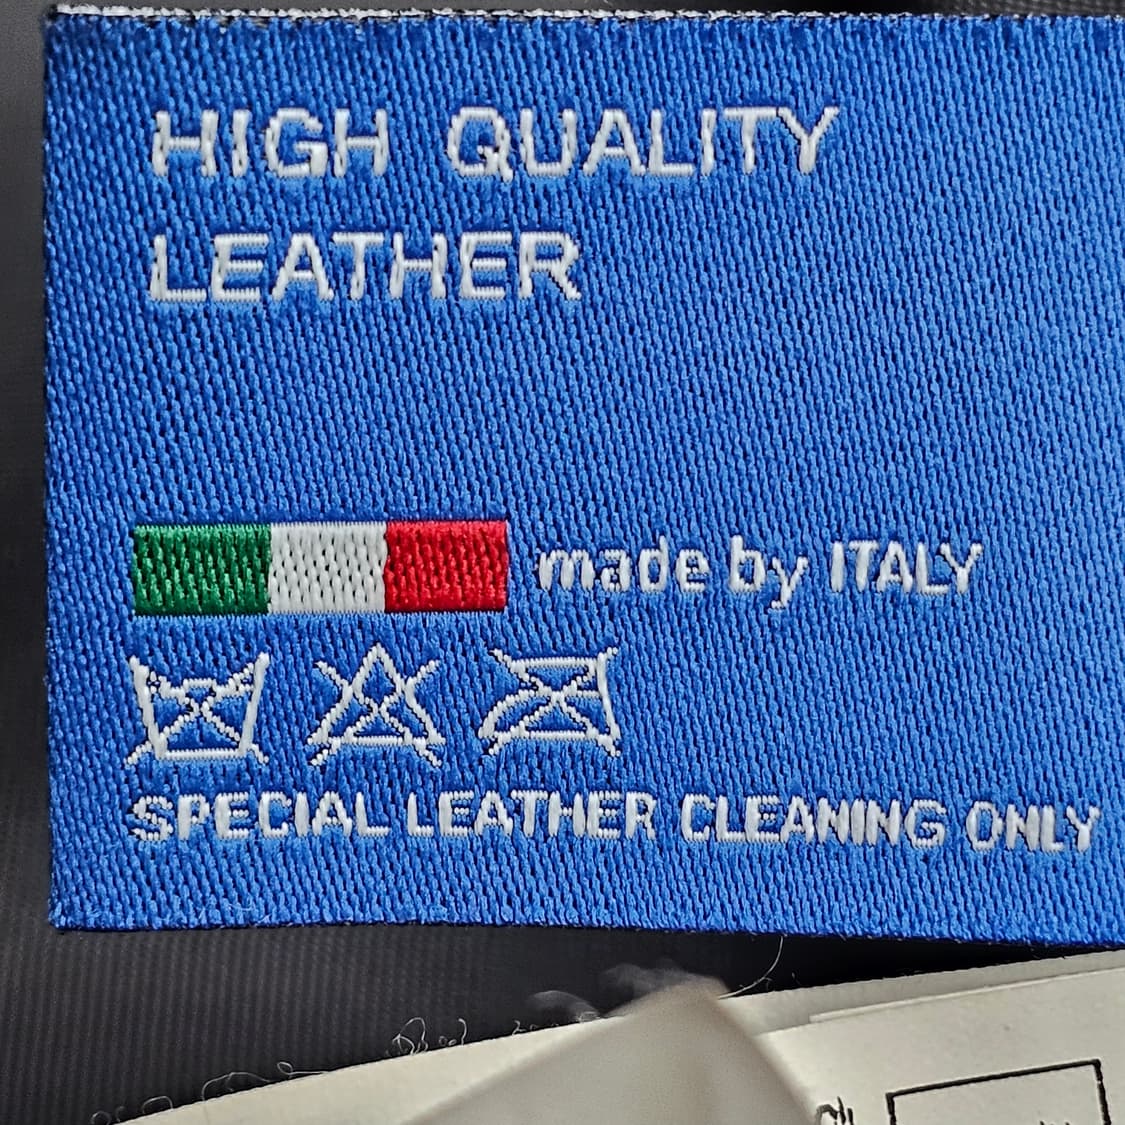 HIGH QUALITY
LEATHER
made by ITALY
SPECIAL LEATHER CLEANING ONLY